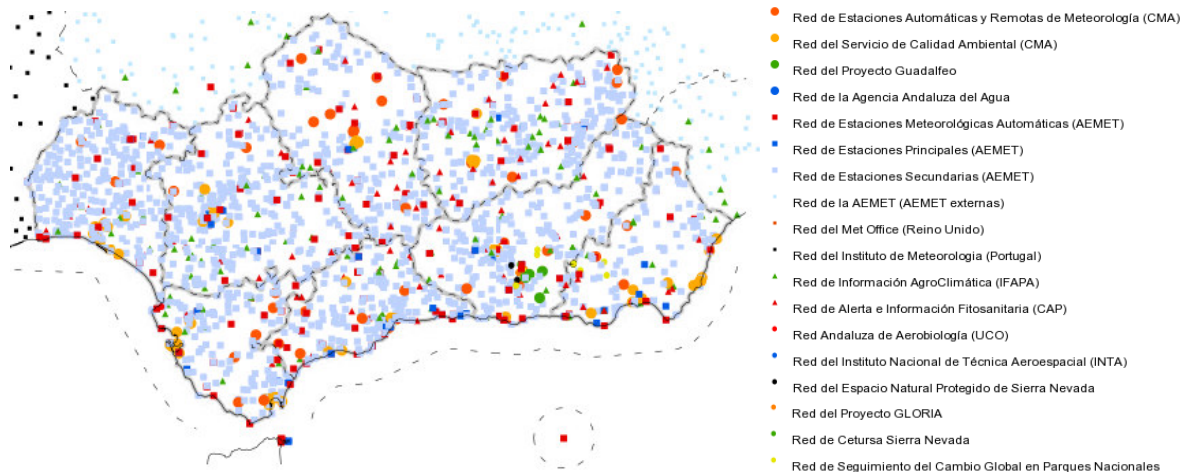 Red de Estaciones Automáticas y Remotas de Meteorología (CMA)
Red del Servicio de Calidad Ambiental (CMA)
Red del Proyecto Guadalfeo
Red de la Agencia Andaluza del Agua
Red de Estaciones Meteorológicas Automáticas (AEMET)
Red de Estaciones Principales (AEMET)
Red de Estaciones Secundarias (AEMET)
Red de la AEMET (AEMET externas)
Red del Met Office (Reino Unido)
Red del Instituto de Meteorologia (Portugal)
Red de Información AgroClimática (IFAPA)
Red de Alerta e Información Fitosanitaria (CAP)
Red Andaluza de Aerobiología (UCO)
Red del Instituto Nacional de Técnica Aeroespacial (INTA)
Red del Espacio Natural Protegido de Sierra Nevada
Red del Proyecto GLORIA
Red de Cetursa Sierra Nevada
Red de Seguimiento del Cambio Global en Parques Nacionales